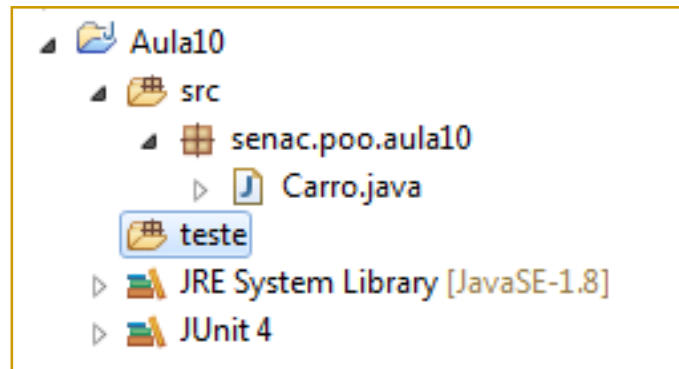 Aula10
src
senac.poo.aula10
Carro.java
teste
JRE System Library [JavaSE-1.8]
JUnit 4